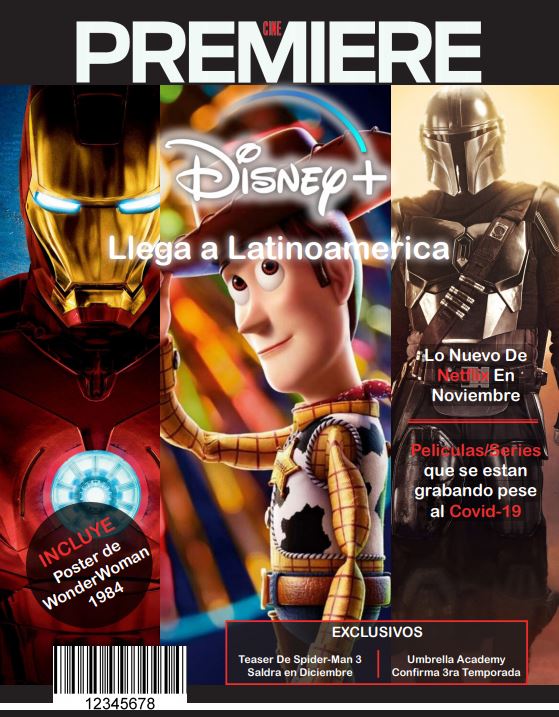 CINE
PREMIERE
Disney+
Llega a Latinoamerica
Lo Nuevo De
Netflix En
Noviembre
Peliculas/Series
que se estan
grabando pese
al Covid-19
INCLUYE
Poster de
WonderWoman
1984
EXCLUSIVOS
Teaser De Spider-Man 3
Saldra en Diciembre
Umbrella Academy
Confirma 3ra Temporada
12345678